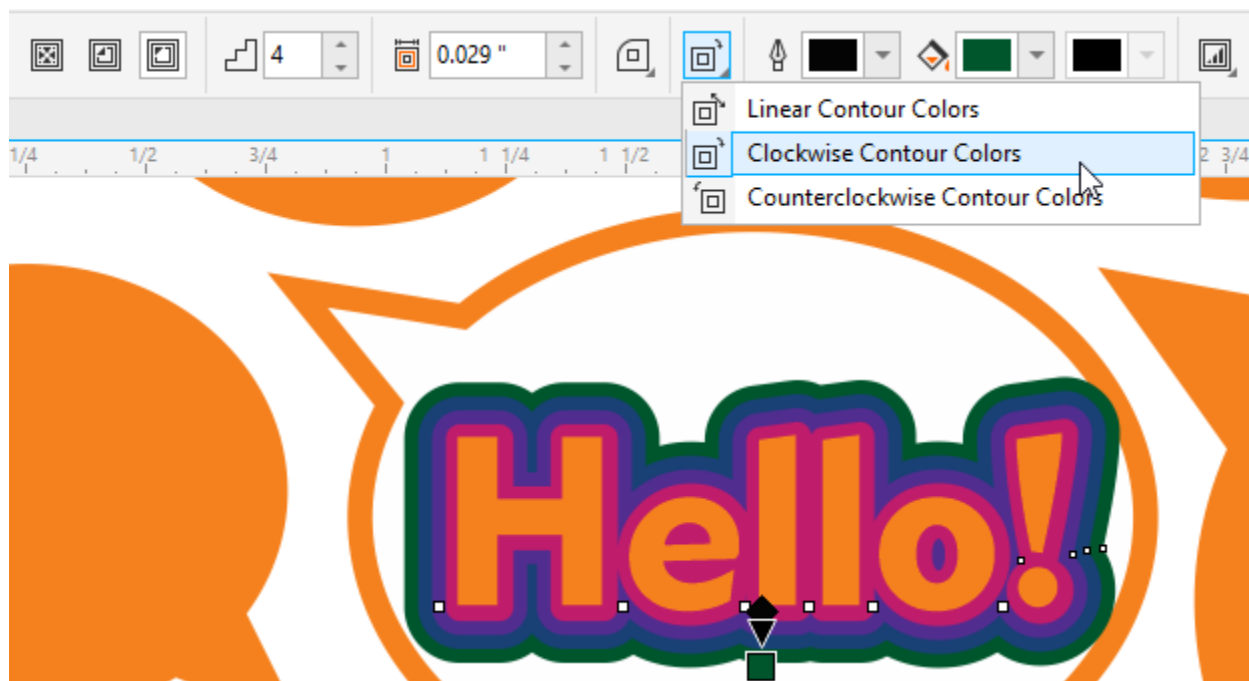 4 0.029 "
Linear Contour Colors
1/4 1/2 3/4 1 1 1/4 1 1/2 2 3/4
Clockwise Contour Colors
Counterclockwise Contour Colors
Hello!